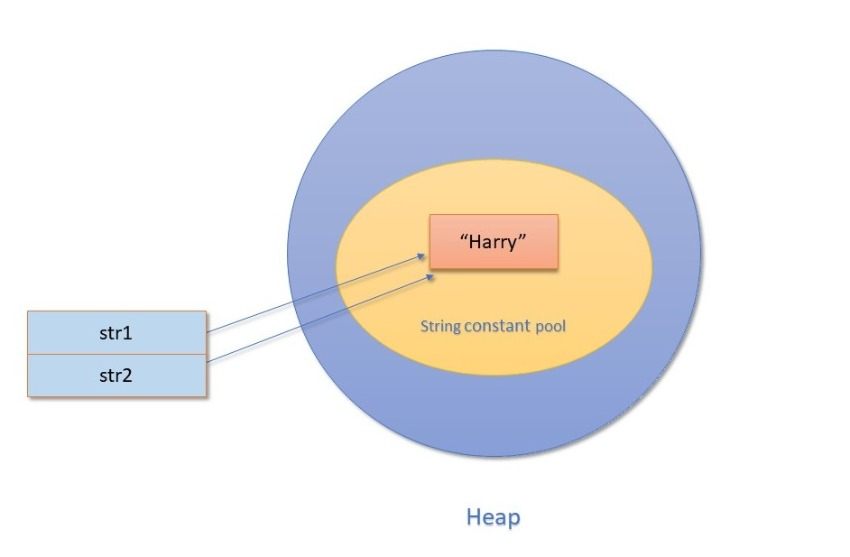 “Harry”
String constant pool
str1
str2
Heap